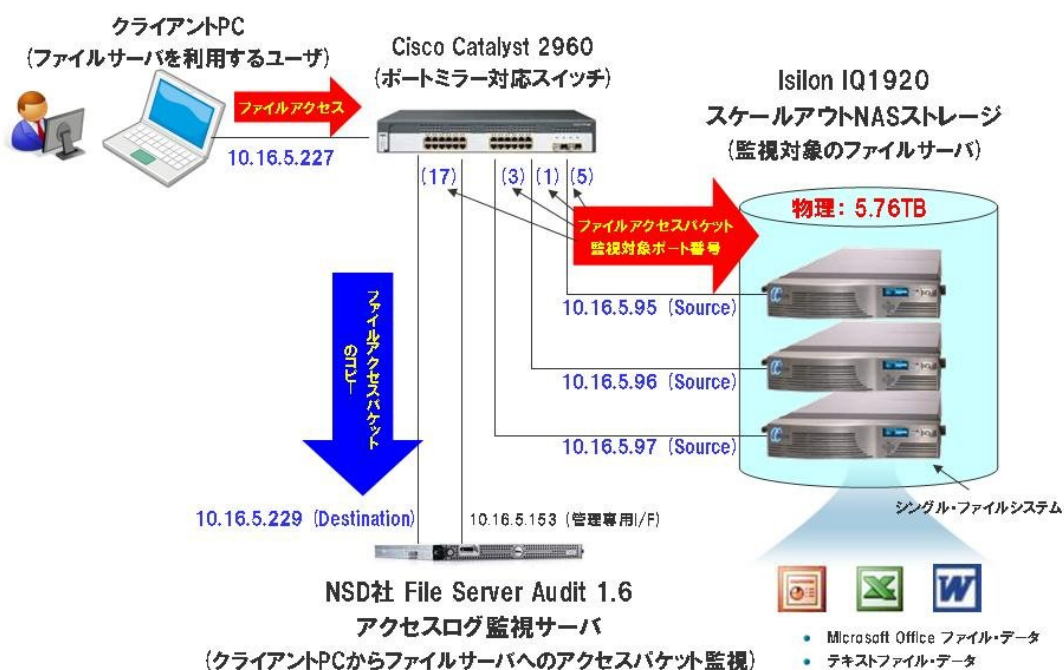 クライアントPC
(ファイルサーバを利用するユーザ)
Cisco Catalyst 2960
(ポートミラー対応スイッチ)
Isilon IQ1920
スケールアウトNASストレージ
(監視対象のファイルサーバ)
ファイルアクセス
10.16.5.227
(17)
(3)
(1)
(5)
物理: 5.76TB
ファイルアクセスパケット
監視対象ポート番号
ファイルアクセスパケット
のコピー
10.16.5.95 (Source)
10.16.5.96 (Source)
10.16.5.97 (Source)
シングル・ファイルシステム
10.16.5.229 (Destination)
10.16.5.153 (管理専用I/F)
NSD社 File Server Audit 1.6
アクセスログ監視サーバ
(クライアントPCからファイルサーバへのアクセスパケット監視)
• Microsoft Office ファイル・データ
• テキストファイル・データ